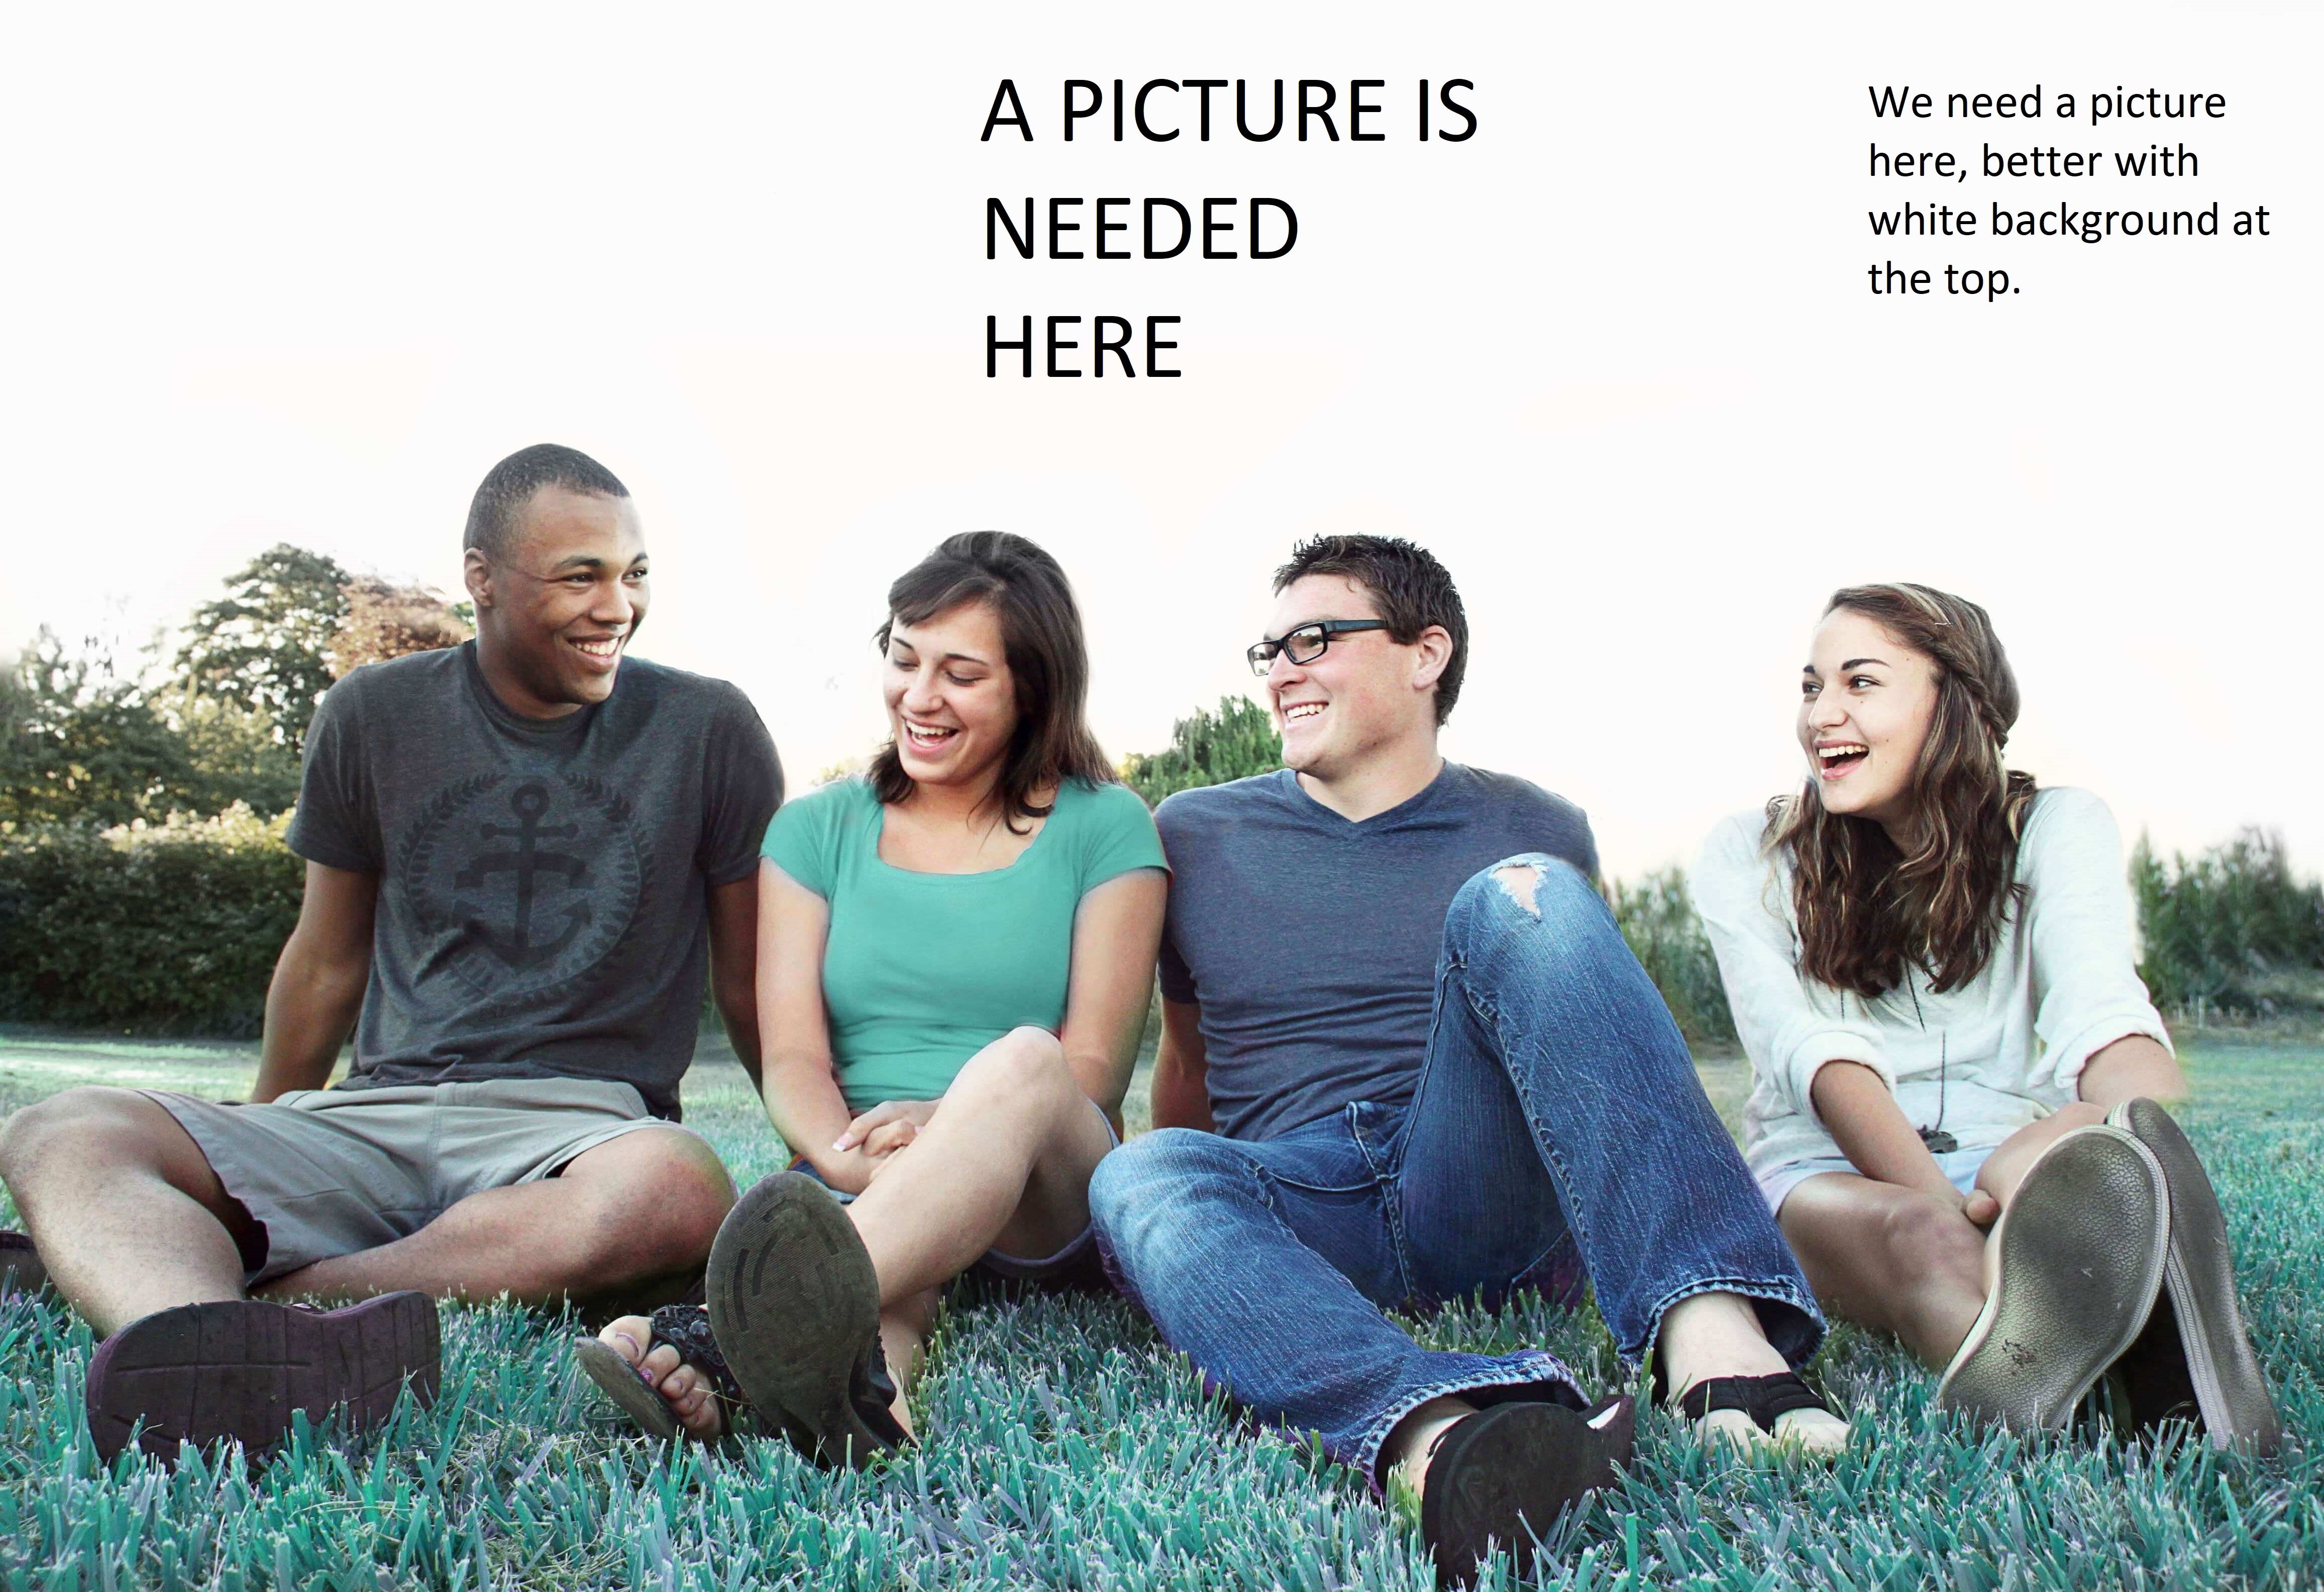 A PICTURE IS
NEEDED
HERE
We need a picture
here, better with
white background at
the top.